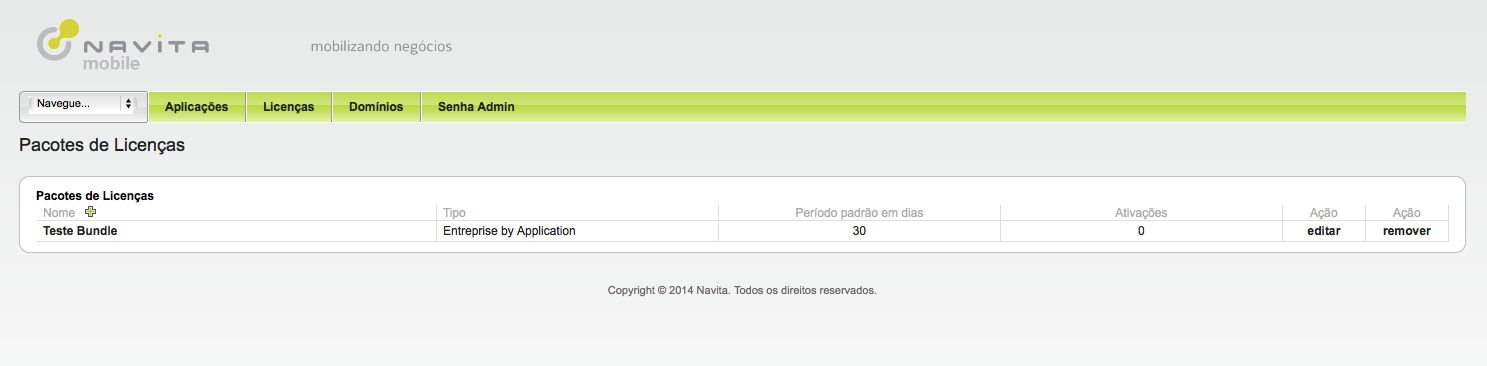 NAVITA
mobile
mobilizando negócios
Navegue... Aplicações Licenças Domínios Senha Admin
Pacotes de Licenças
Pacotes de Licenças
Nome Tipo Período padrão em dias Ativações Ação Ação
Teste Bundle Entreprise by Application 30 0 editar remover
Copyright © 2014 Navita. Todos os direitos reservados.